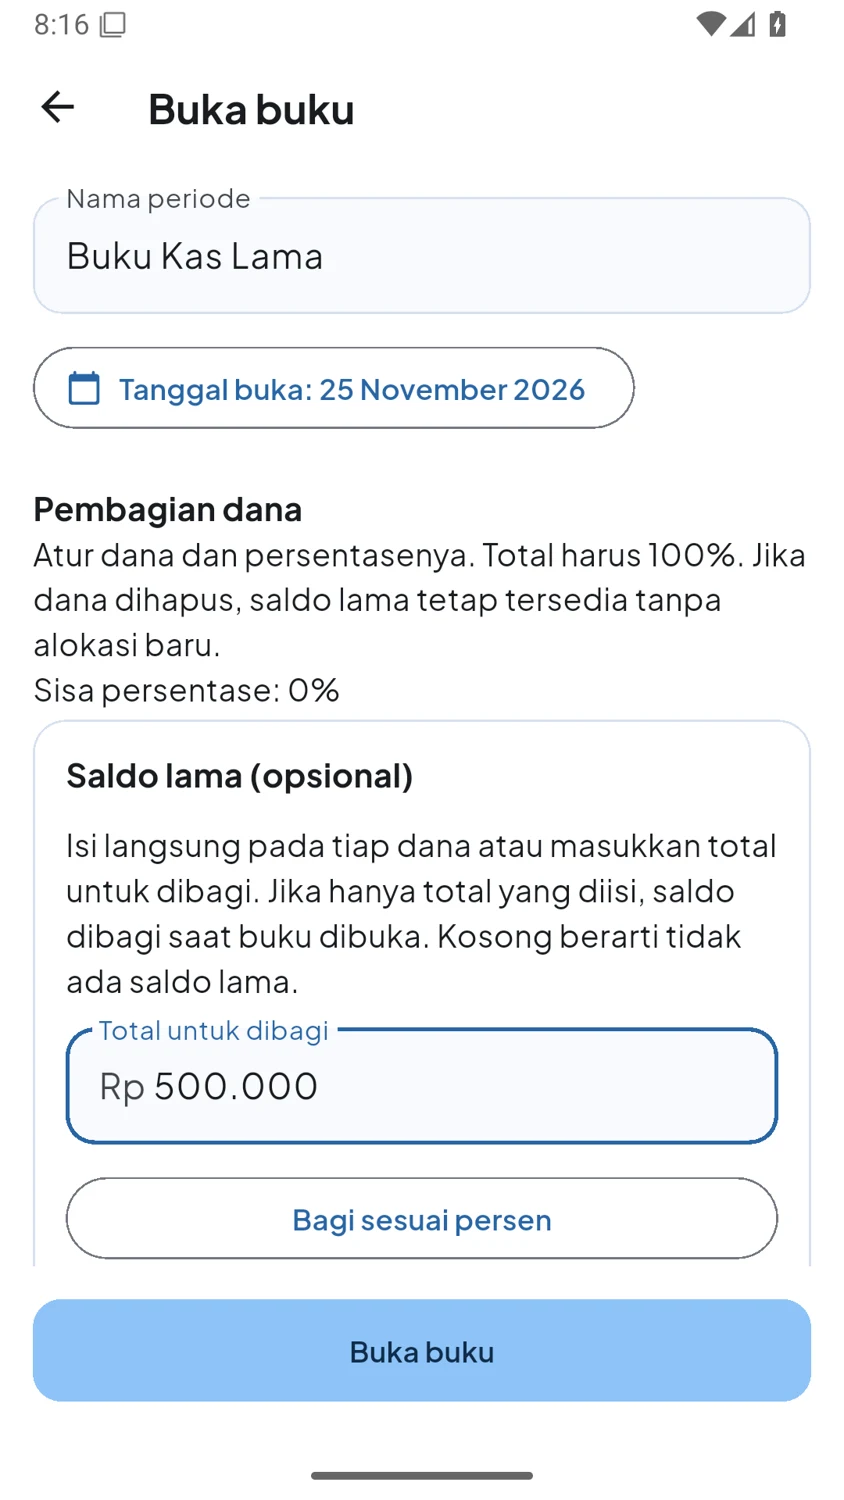 8:16
Buka buku
Nama periode
Buku Kas Lama
Tanggal buka: 25 November 2026
Pembagian dana
Atur dana dan persentasenya. Total harus 100%. Jika
dana dihapus, saldo lama tetap tersedia tanpa
alokasi baru.
Sisa persentase: 0%
Saldo lama (opsional)
Isi langsung pada tiap dana atau masukkan total
untuk dibagi. Jika hanya total yang diisi, saldo
dibagi saat buku dibuka. Kosong berarti tidak
ada saldo lama.
Total untuk dibagi
Rp 500.000
Bagi sesuai persen
Buka buku